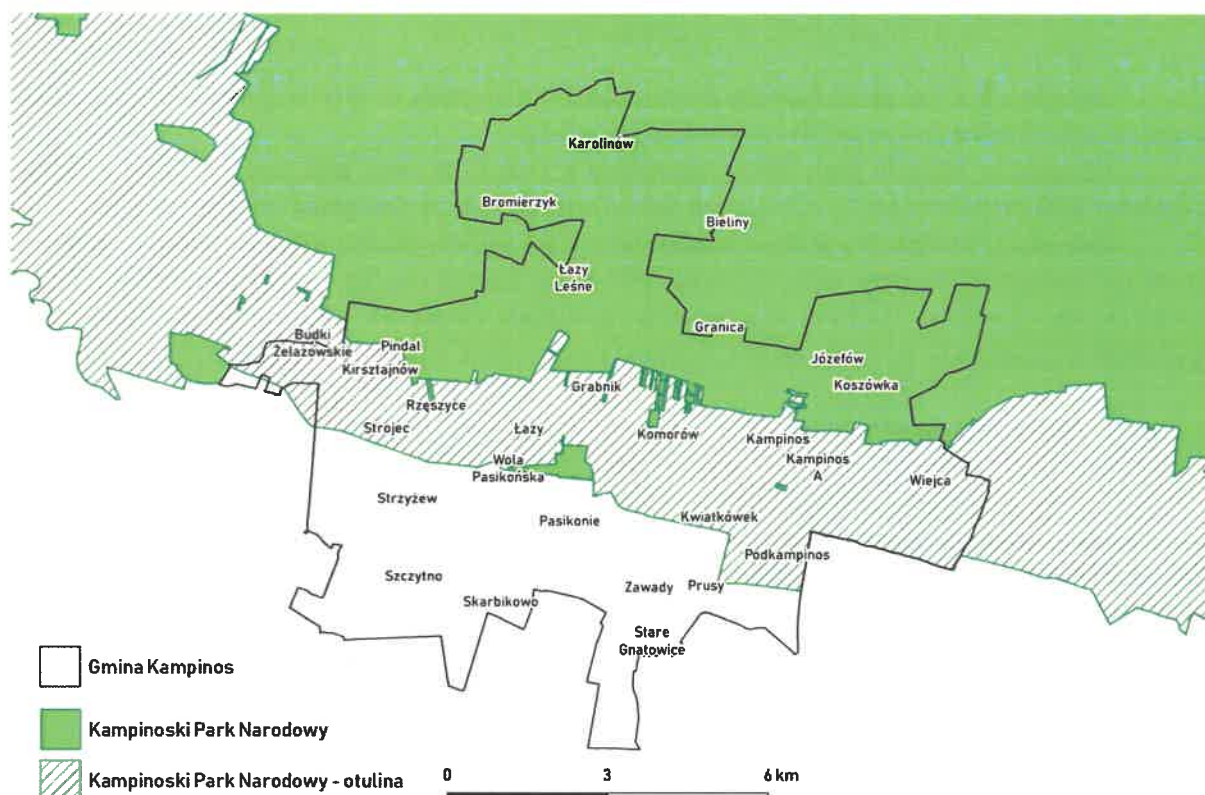 Karolinów
Bromierzyk
Bieliny
Łazy
Leśne
Granica
Budki
Żelazowskie
Pindal
Kirsztajnów
Józefów
Koszówka
Grabnik
Rzęszyce
Strojec
Łazy
Komorów
Kampinos
Kampinos
A
Wiejca
Wola
Pasikońska
Strzyżew
Pasikonie
Kwiatkówek
Podkampinos
Szczytno
Skarbikowo
Zawady
Prusy
Stare
Gnatowice
Gmina Kampinos
Kampinoski Park Narodowy
Kampinoski Park Narodowy - otulina
0 3 6 km